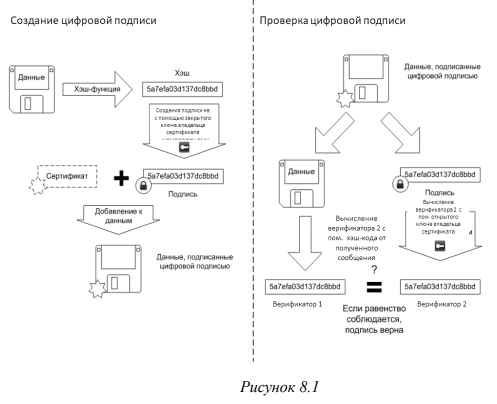 Создание цифровой подписи
Данные
Хэш-функция
Хэш
5a7efa03d137dc8bbd
Создания подписи на
с помощью закрытого
ключа владельца
сертификата
Сертификат
+
5a7efa03d137dc8bbd
Подпись
Добавление к
данным
Данные, подписанные
цифровой подписью
Проверка цифровой подписи
Данные, подписанные
цифровой подписью
Данные
5a7efa03d137dc8bbd
Подпись
Вычисление
верификатора 2 с
пом. хэш-кода от
полученного
сообщения
Вычисление
верификатора2 с
пом. открытого
ключа владельца
сертификата
?
5a7efa03d137dc8bbd
=
5a7efa03d137dc8bbd
Верификатор 1
Верификатор 2
Если равенство
соблюдается,
подпись верна
Рисунок 8.1